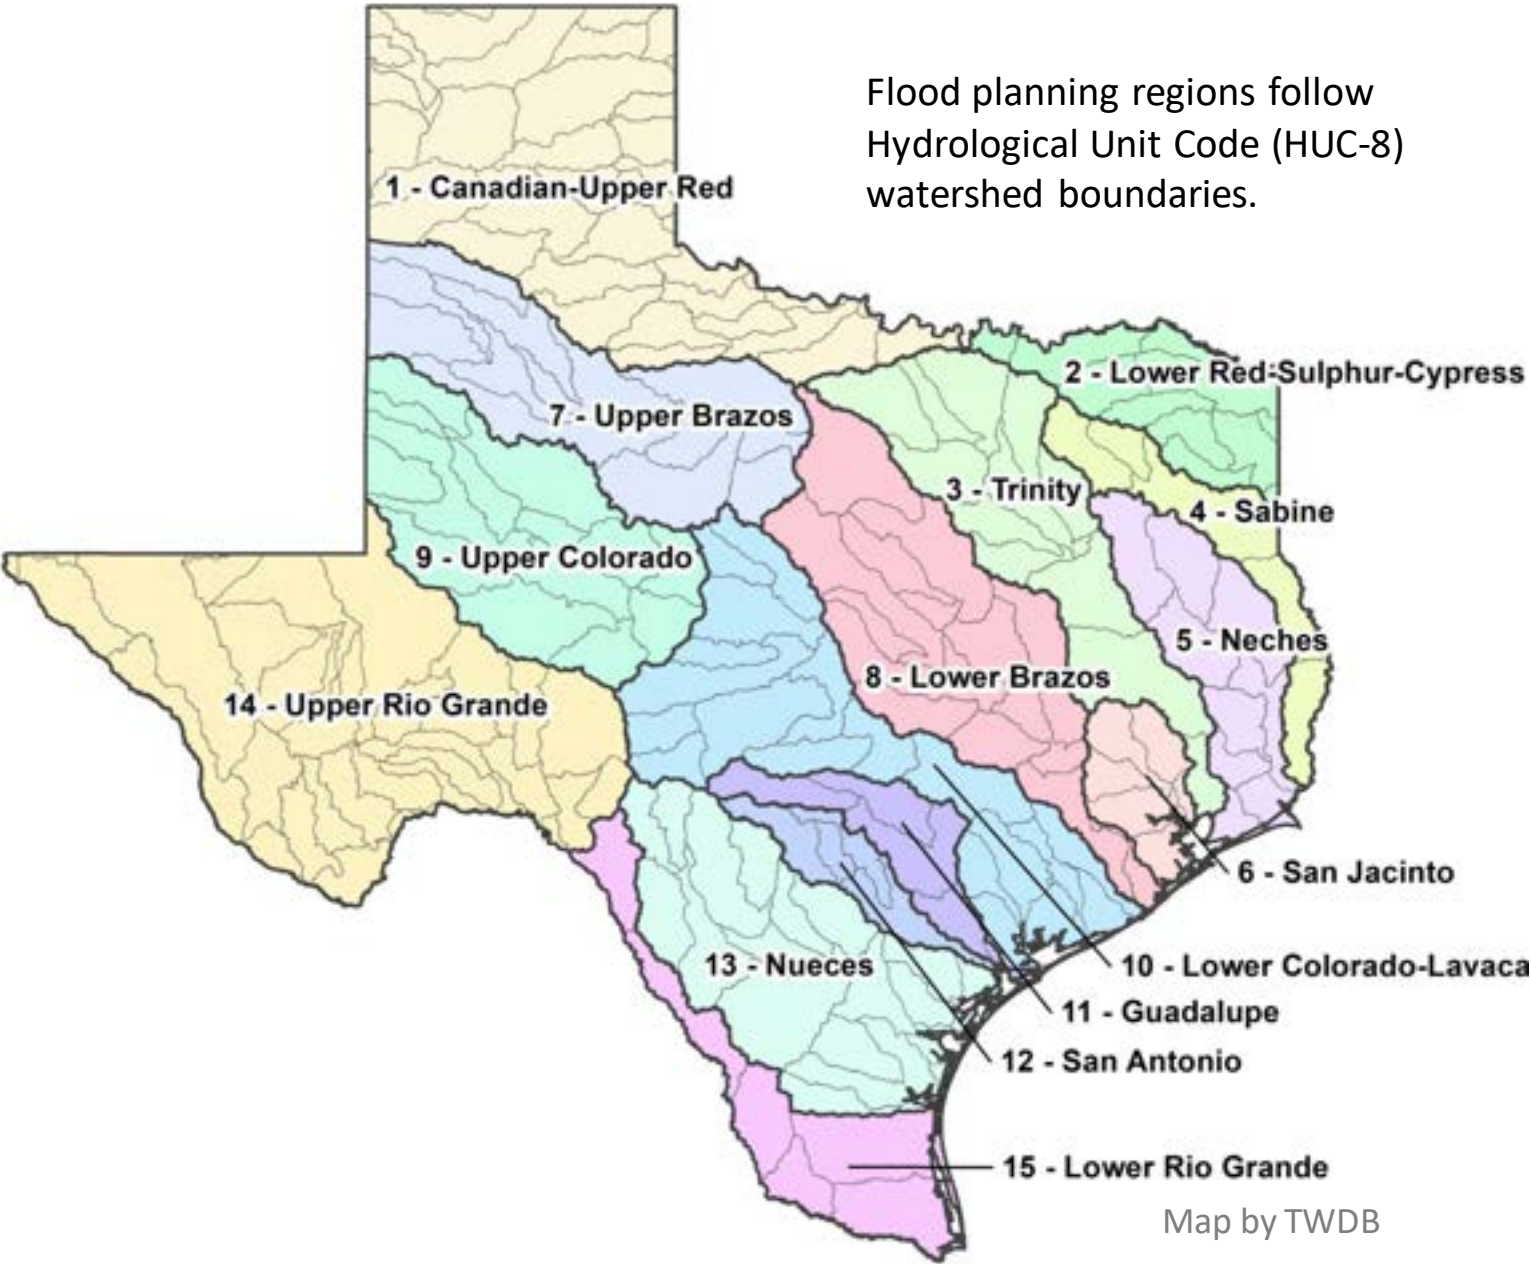 Flood planning regions follow
Hydrological Unit Code (HUC-8)
watershed boundaries.
1 - Canadian-Upper Red
2 - Lower Red-Sulphur-Cypress
7 - Upper Brazos
3 - Trinity
4 - Sabine
9 - Upper Colorado
5 - Neches
8 - Lower Brazos
14 - Upper Rio Grande
6 - San Jacinto
13 - Nueces
10 - Lower Colorado-Lavaca
11 - Guadalupe
12 - San Antonio
15 - Lower Rio Grande
Map by TWDB